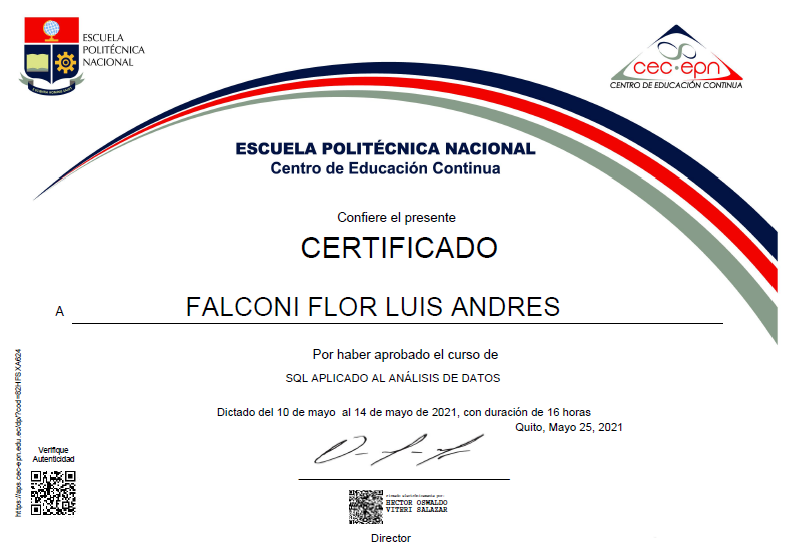 ESCUELA
POLITÉCNICA
NACIONAL
cec-epn
CENTRO DE EDUCACIÓN CONTINUA
ESCUELA POLITÉCNICA NACIONAL
Centro de Educación Continua
Confiere el presente
CERTIFICADO
A FALCONI FLOR LUIS ANDRES
Por haber aprobado el curso de
SQL APLICADO AL ANÁLISIS DE DATOS
Dictado del 10 de mayo al 14 de mayo de 2021, con duración de 16 horas
Quito, Mayo 25, 2021
https://aps.cec-epn.edu.ec/dp/?cod=62HFSXA624
Verifique
Autenticidad
Firmado electrónicamente por:
HECTOR OSWALDO
VITERI SALAZAR
Director